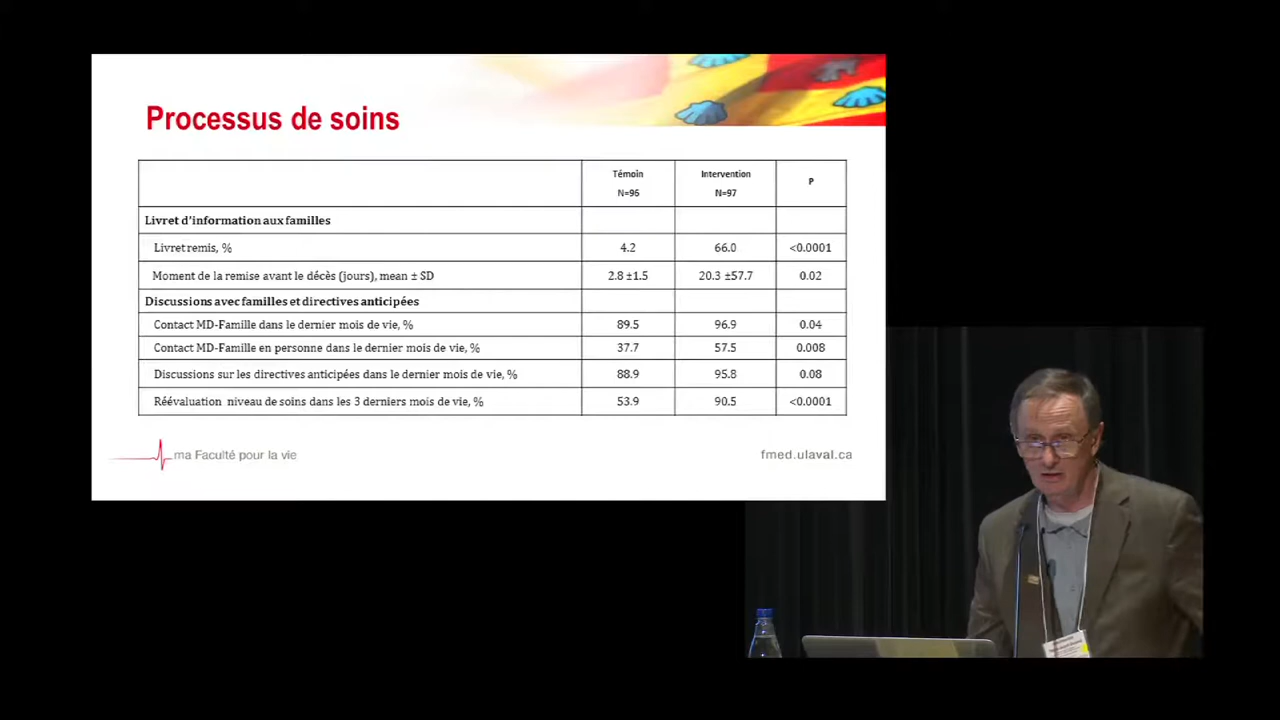 Processus de soins
Témoin Intervention P
N=96 N=97
Livret d'information aux familles
Livret remis, % 4.2 66.0 <0.0001
Moment de la remise avant le décès (jours), mean ± SD 2.8 ±1.5 20.3 ±57.7 0.02
Discussions avec familles et directives anticipées
Contact MD-Famille dans le dernier mois de vie, % 89.5 96.9 0.04
Contact MD-Famille en personne dans le dernier mois de vie, % 37.7 57.5 0.008
Discussions sur les directives anticipées dans le dernier mois de vie, % 88.9 95.8 0.08
Réévaluation niveau de soins dans les 3 derniers mois de vie, % 53.9 90.5 <0.0001
ma Faculté pour la vie fmed.ulaval.ca